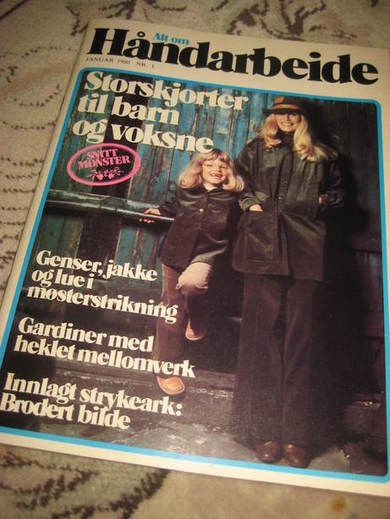 Alt om
Håndarbeide
JANUAR 1980 NR. 1
Storskjorter
til barn
og voksne
SNITT
MØNSTER
Genser, jakke
og lue i
mønsterstrikning
Gardiner med
heklet mellomverk
Innlagt strykeark:
Brodert bilde